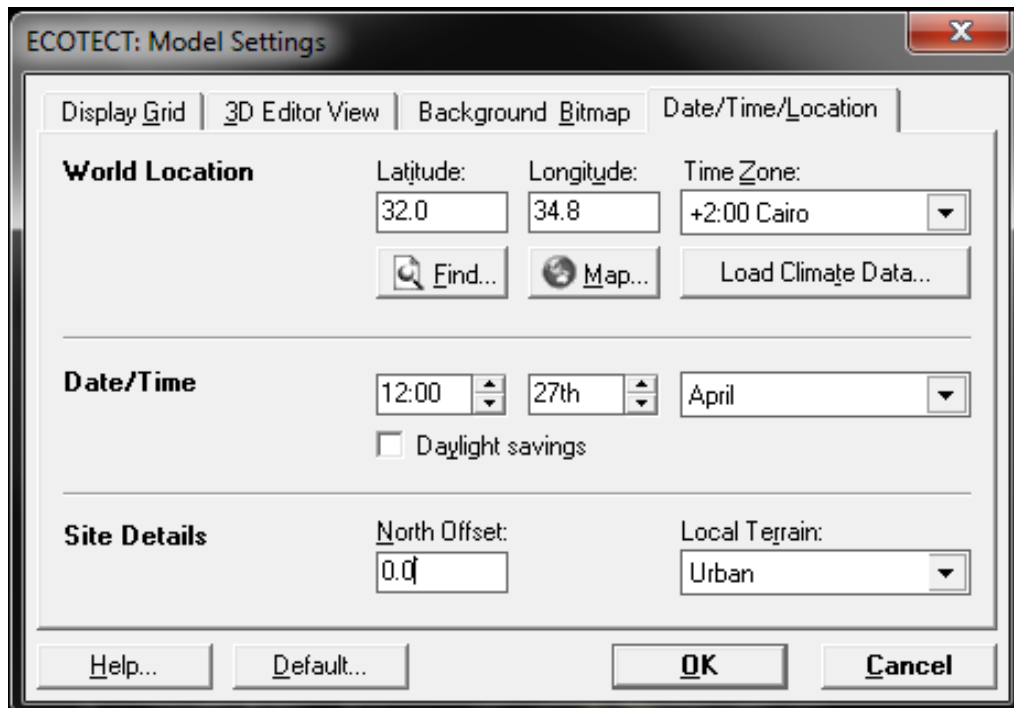 ECOTECT: Model Settings
Display Grid
3D Editor View
Background Bitmap
Date/Time/Location
World Location
Latitude:
Longitude:
Time Zone:
32.0
34.8
+2:00 Cairo
Find...
Map...
Load Climate Data...
Date/Time
12:00
27th
April
Daylight savings
Site Details
North Offset:
Local Terrain:
0.0
Urban
Help...
Default...
OK
Cancel